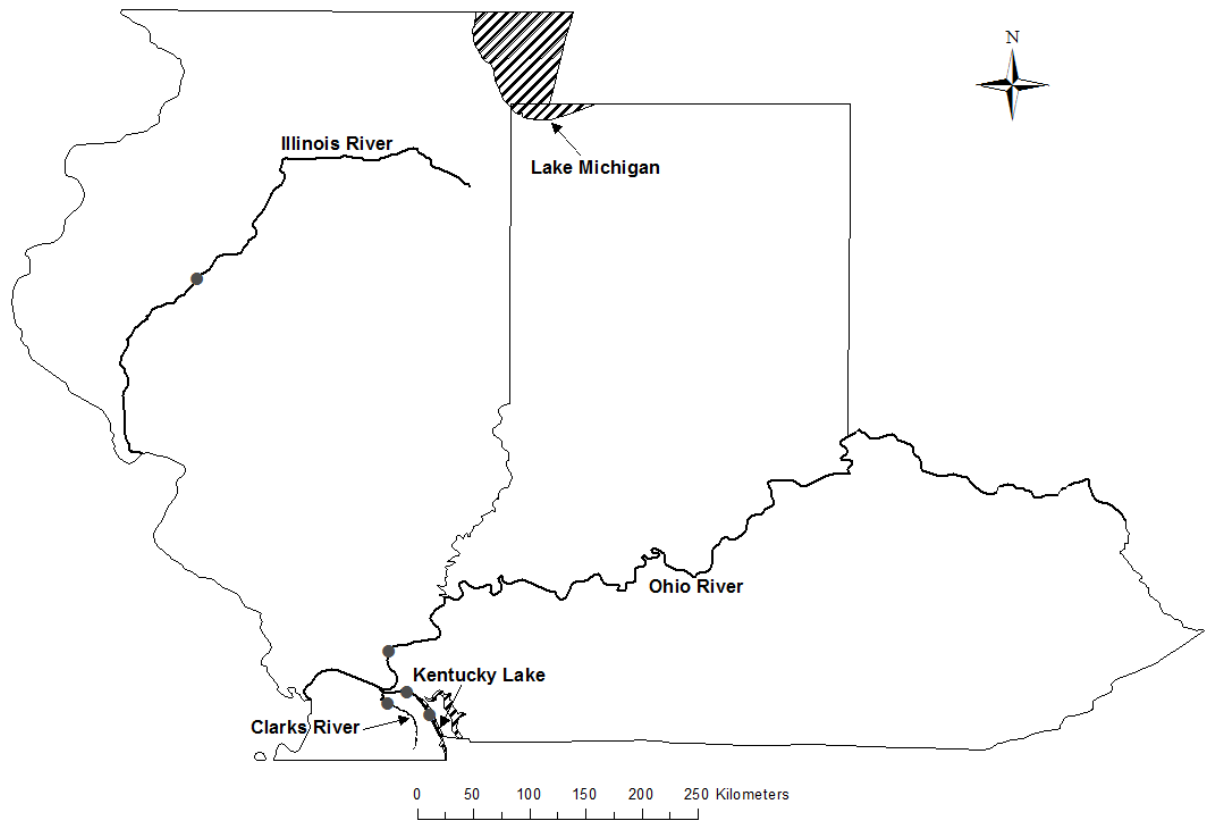 N
Illinois River
Lake Michigan
Ohio River
Kentucky Lake
Clarks River
0 50 100 150 200 250 Kilometers